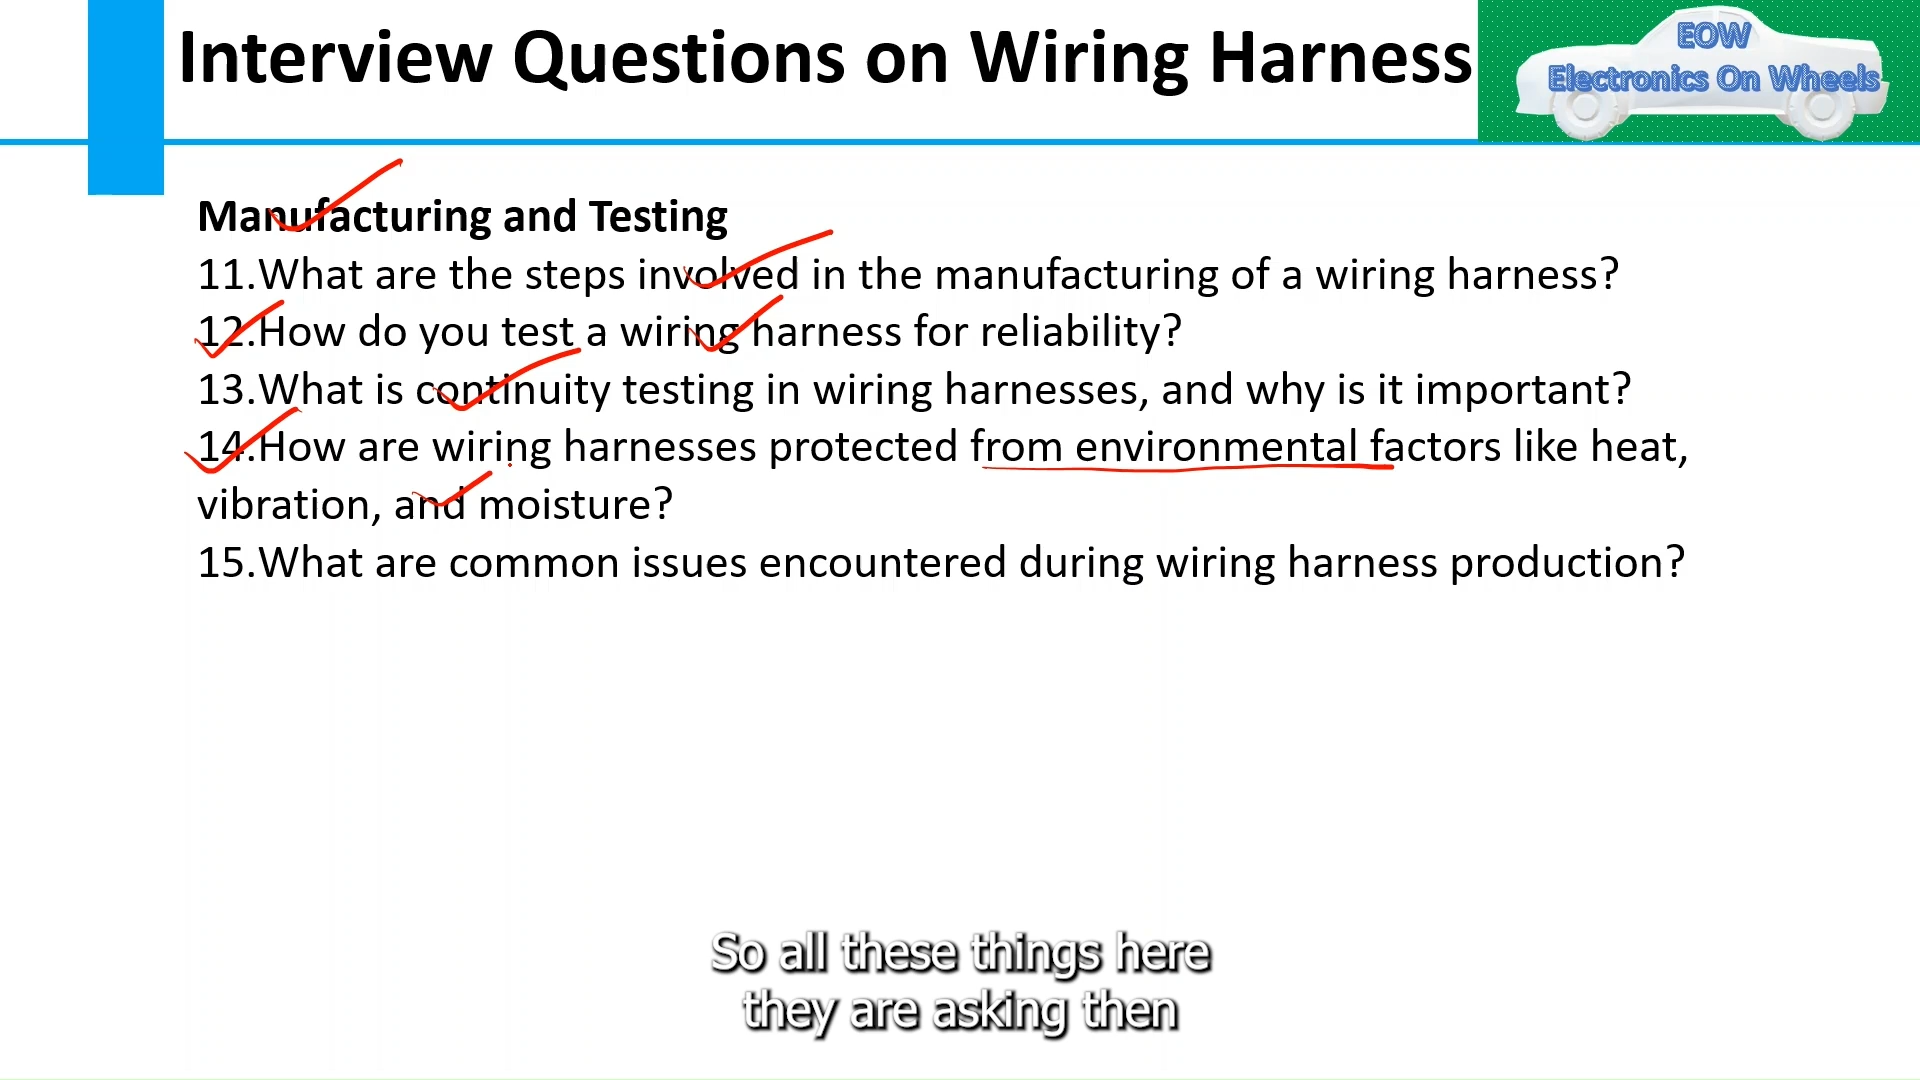 Interview Questions on Wiring Harness
EOW
Electronics On Wheels
Manufacturing and Testing
11.What are the steps involved in the manufacturing of a wiring harness?
12.How do you test a wiring harness for reliability?
13.What is continuity testing in wiring harnesses, and why is it important?
14.How are wiring harnesses protected from environmental factors like heat,
vibration, and moisture?
15.What are common issues encountered during wiring harness production?
So all these things here
they are asking then